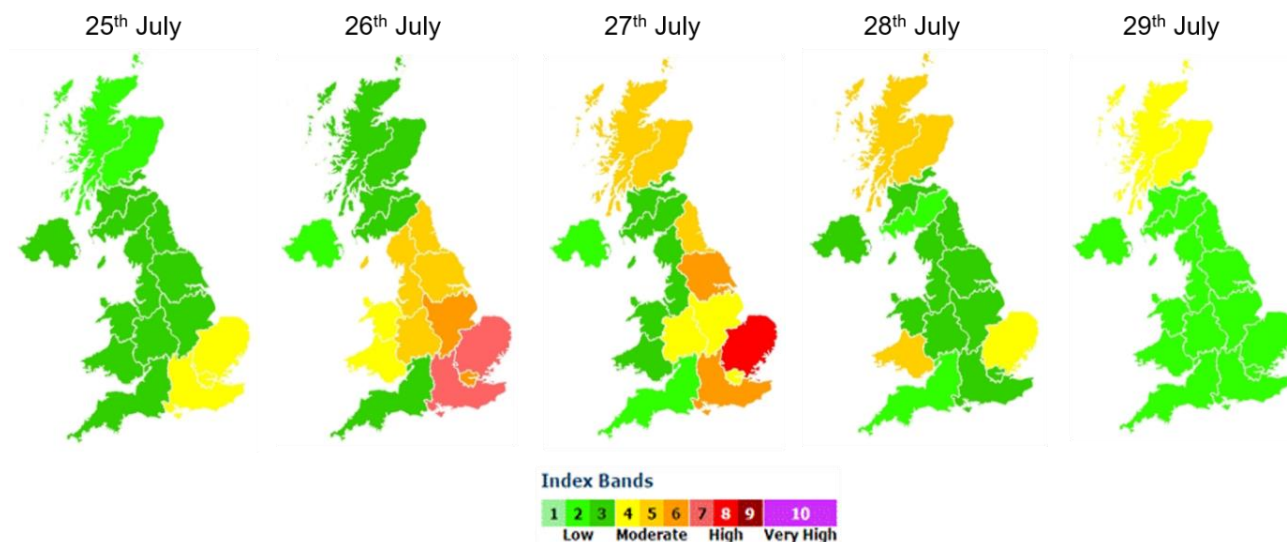 25th July
26th July
27th July
28th July
29th July
Index Bands
1 2 3 4 5 6 7 8 9 10
Low Moderate High Very High